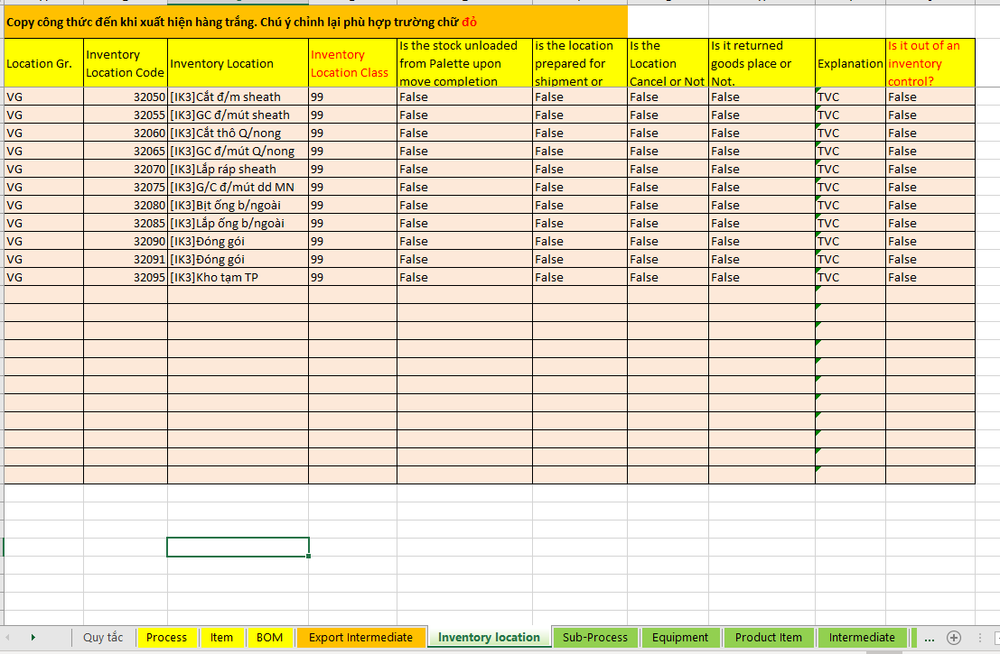 Copy công thức đến khi xuất hiện hàng trắng. Chú ý chỉnh lại phù hợp trường chữ đỏ
Location Gr. Inventory Location Code Inventory Location Inventory Location Class Is the stock unloaded from Palette upon move completion is the location prepared for shipment or Is the Location Cancel or Not Is it returned goods place or Not. Explanation Is it out of an inventory control?
VG 32050 [IK3]Cắt đ/m sheath 99 False False False False TVC False
VG 32055 [IK3]GC đ/mút sheath 99 False False False False TVC False
VG 32060 [IK3]Cắt thô Q/nong 99 False False False False TVC False
VG 32065 [IK3]GC đ/mút Q/nong 99 False False False False TVC False
VG 32070 [IK3]Lắp ráp sheath 99 False False False False TVC False
VG 32075 [IK3]G/C đ/mút dd MN 99 False False False False TVC False
VG 32080 [IK3]Bịt ống b/ngoài 99 False False False False TVC False
VG 32085 [IK3]Lắp ống b/ngoài 99 False False False False TVC False
VG 32090 [IK3]Đóng gói 99 False False False False TVC False
VG 32091 [IK3]Đóng gói 99 False False False False TVC False
VG 32095 [IK3]Kho tạm TP 99 False False False False TVC False
Quy tắc Process Item BOM Export Intermediate Inventory location Sub-Process Equipment Product Item Intermediate ...